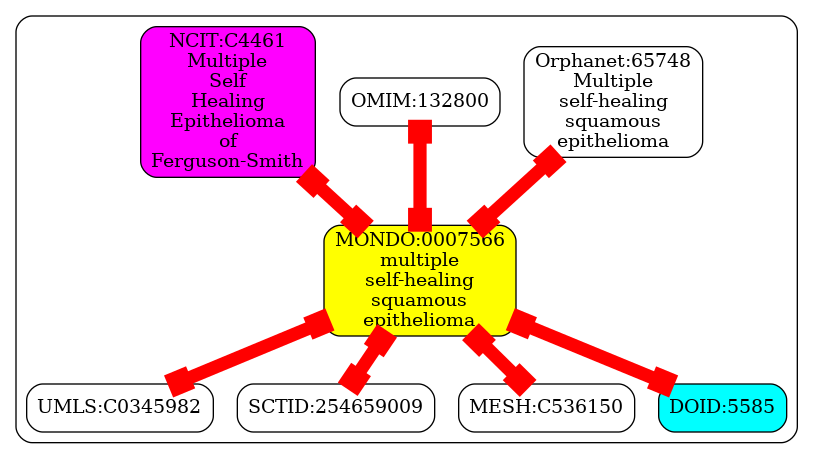 NCIT:C4461
Multiple
Self
Healing
Epithelioma
of
Ferguson-Smith
OMIM:132800
Orphanet:65748
Multiple
self-healing
squamous
epithelioma
MONDO:0007566
multiple
self-healing
squamous
epithelioma
UMLS:C0345982
SCTID:254659009
MESH:C536150
DOID:5585